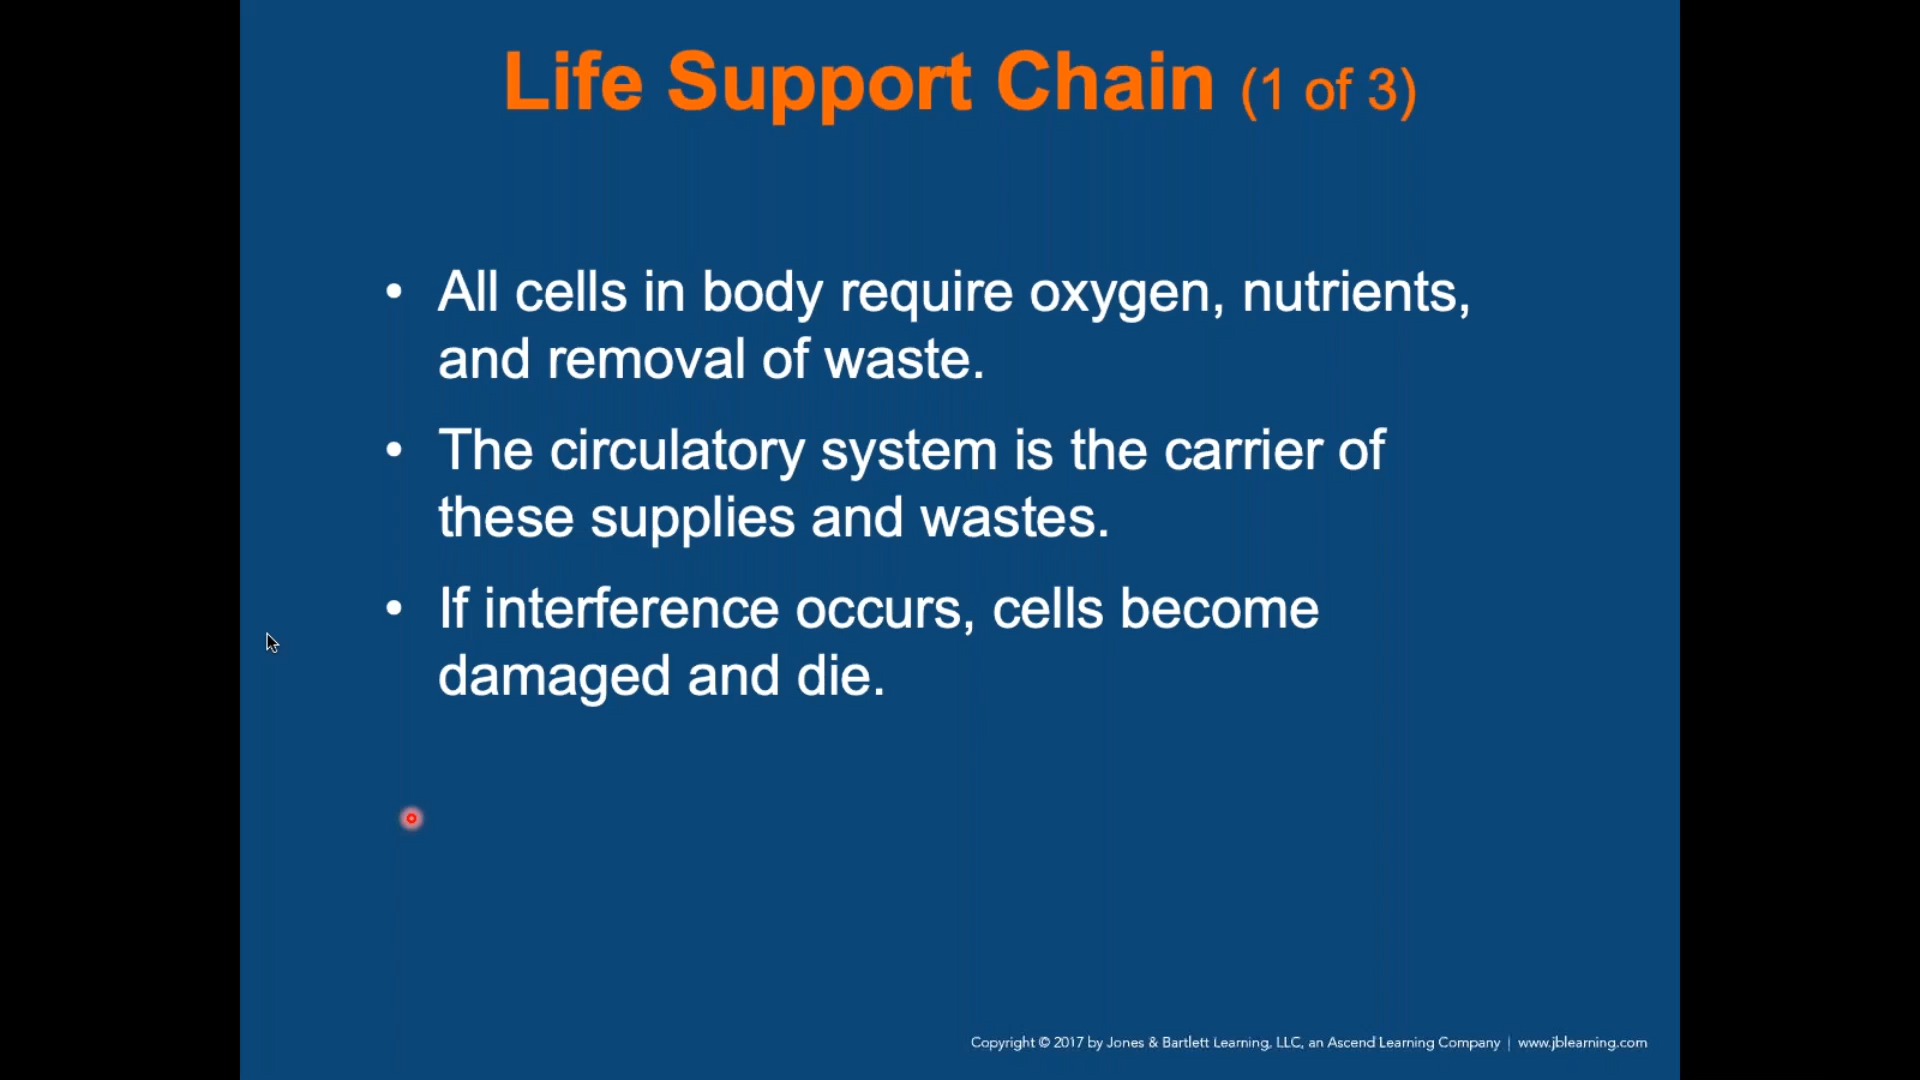 Life Support Chain (1 of 3)
• All cells in body require oxygen, nutrients,
and removal of waste.
• The circulatory system is the carrier of
these supplies and wastes.
• If interference occurs, cells become
damaged and die.
Copyright © 2017 by Jones & Bartlett Learning, LLC, an Ascend Learning Company | www.jblearning.com